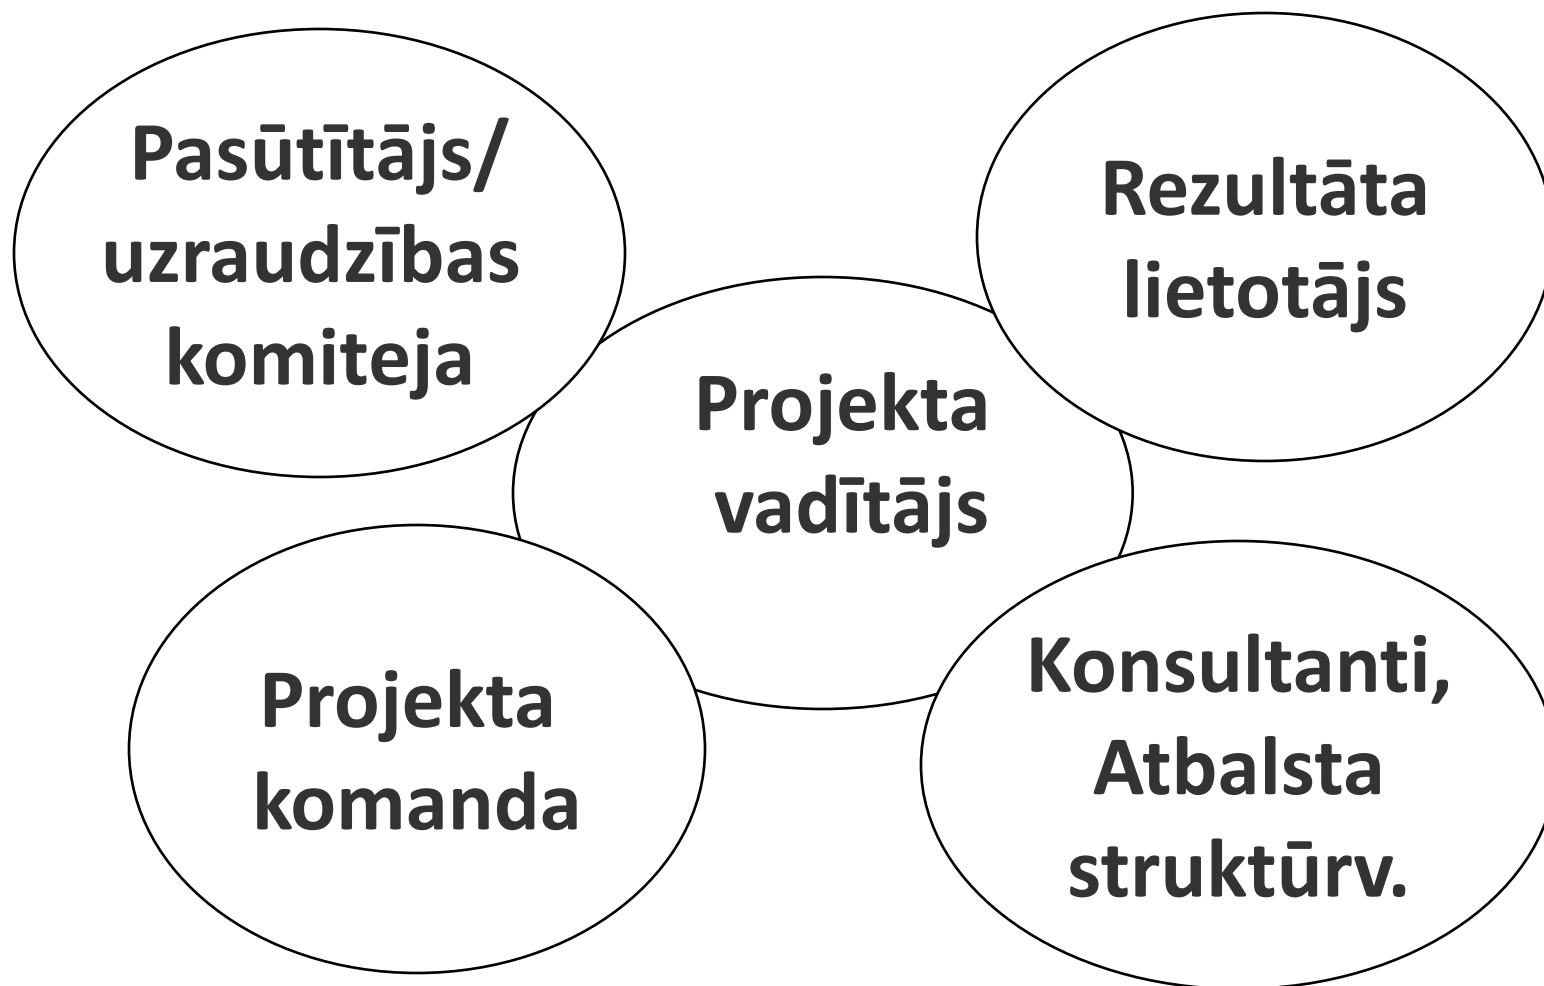 Pasūtītājs/
uzraudzības
komiteja
Rezultāta
lietotājs
Projekta
vadītājs
Projekta
komanda
Konsultanti,
Atbalsta
struktūrv.